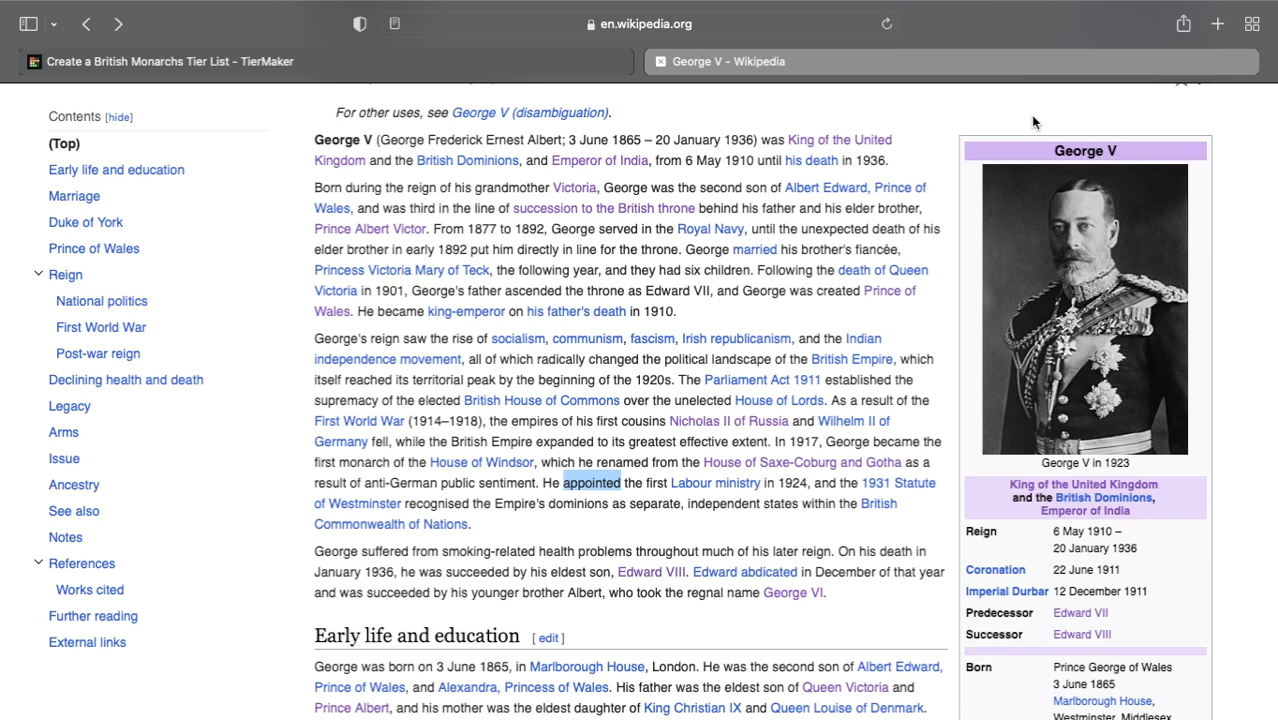 en.wikipedia.org
Create a British Monarchs Tier List - TierMaker
George V - Wikipedia
For other uses, see George V (disambiguation).
Contents [hide]
(Top)
Early life and education
Marriage
Duke of York
Prince of Wales
Reign
National politics
First World War
Post-war reign
Declining health and death
Legacy
Arms
Issue
Ancestry
See also
Notes
References
Works cited
Further reading
External links
George V (George Frederick Ernest Albert; 3 June 1865 – 20 January 1936) was King of the United
Kingdom and the British Dominions, and Emperor of India, from 6 May 1910 until his death in 1936.
Born during the reign of his grandmother Victoria, George was the second son of Albert Edward, Prince of
Wales, and was third in the line of succession to the British throne behind his father and his elder brother,
Prince Albert Victor. From 1877 to 1892, George served in the Royal Navy, until the unexpected death of his
elder brother in early 1892 put him directly in line for the throne. George married his brother's fiancée,
Princess Victoria Mary of Teck, the following year, and they had six children. Following the death of Queen
Victoria in 1901, George's father ascended the throne as Edward VII, and George was created Prince of
Wales. He became king-emperor on his father's death in 1910.
George's reign saw the rise of socialism, communism, fascism, Irish republicanism, and the Indian
independence movement, all of which radically changed the political landscape of the British Empire, which
itself reached its territorial peak by the beginning of the 1920s. The Parliament Act 1911 established the
supremacy of the elected British House of Commons over the unelected House of Lords. As a result of the
First World War (1914–1918), the empires of his first cousins Nicholas II of Russia and Wilhelm II of
Germany fell, while the British Empire expanded to its greatest effective extent. In 1917, George became the
first monarch of the House of Windsor, which he renamed from the House of Saxe-Coburg and Gotha as a
result of anti-German public sentiment. He appointed the first Labour ministry in 1924, and the 1931 Statute
of Westminster recognised the Empire's dominions as separate, independent states within the British
Commonwealth of Nations.
George suffered from smoking-related health problems throughout much of his later reign. On his death in
January 1936, he was succeeded by his eldest son, Edward VIII. Edward abdicated in December of that year
and was succeeded by his younger brother Albert, who took the regnal name George VI.
Early life and education [ edit ]
George was born on 3 June 1865, in Marlborough House, London. He was the second son of Albert Edward,
Prince of Wales, and Alexandra, Princess of Wales. His father was the eldest son of Queen Victoria and
Prince Albert, and his mother was the eldest daughter of King Christian IX and Queen Louise of Denmark.
George V
George V in 1923
King of the United Kingdom
and the British Dominions,
Emperor of India
Reign 6 May 1910 –
20 January 1936
Coronation 22 June 1911
Imperial Durbar 12 December 1911
Predecessor Edward VII
Successor Edward VIII
Born Prince George of Wales
3 June 1865
Marlborough House,
Westminster, Middlesex